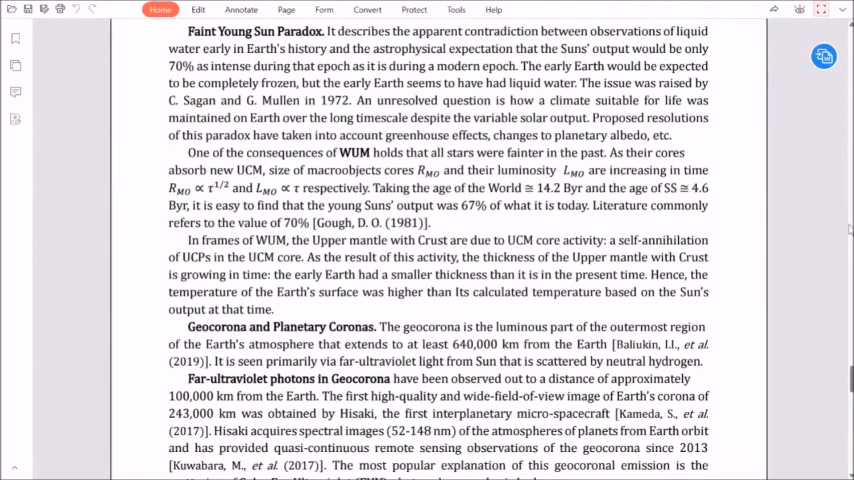 Home Edit Annotate Page Form Convert Protect Tools Help
Faint Young Sun Paradox. It describes the apparent contradiction between observations of liquid
water early in Earth's history and the astrophysical expectation that the Suns' output would be only
70% as intense during that epoch as it is during a modern epoch. The early Earth would be expected
to be completely frozen, but the early Earth seems to have had liquid water. The issue was raised by
C. Sagan and G. Mullen in 1972. An unresolved question is how a climate suitable for life was
maintained on Earth over the long timescale despite the variable solar output. Proposed resolutions
of this paradox have taken into account greenhouse effects, changes to planetary albedo, etc.
One of the consequences of WUM holds that all stars were fainter in the past. As their cores
absorb new UCM, size of macroobjects cores R_MO and their luminosity L_MO are increasing in time
R_MO ∝ τ^1/2 and L_MO ∝ τ respectively. Taking the age of the World ≅ 14.2 Byr and the age of SS ≅ 4.6
Byr, it is easy to find that the young Suns' output was 67% of what it is today. Literature commonly
refers to the value of 70% [Gough, D. O. (1981)].
In frames of WUM, the Upper mantle with Crust are due to UCM core activity: a self-annihilation
of UCPs in the UCM core. As the result of this activity, the thickness of the Upper mantle with Crust
is growing in time: the early Earth had a smaller thickness than it is in the present time. Hence, the
temperature of the Earth's surface was higher than Its calculated temperature based on the Sun's
output at that time.
Geocorona and Planetary Coronas. The geocorona is the luminous part of the outermost region
of the Earth's atmosphere that extends to at least 640,000 km from the Earth [Baliukin, I.I., et al.
(2019)]. It is seen primarily via far-ultraviolet light from Sun that is scattered by neutral hydrogen.
Far-ultraviolet photons in Geocorona have been observed out to a distance of approximately
100,000 km from the Earth. The first high-quality and wide-field-of-view image of Earth's corona of
243,000 km was obtained by Hisaki, the first interplanetary micro-spacecraft [Kameda, S., et al.
(2017)]. Hisaki acquires spectral images (52-148 nm) of the atmospheres of planets from Earth orbit
and has provided quasi-continuous remote sensing observations of the geocorona since 2013
[Kuwabara, M., et al. (2017)]. The most popular explanation of this geocoronal emission is the